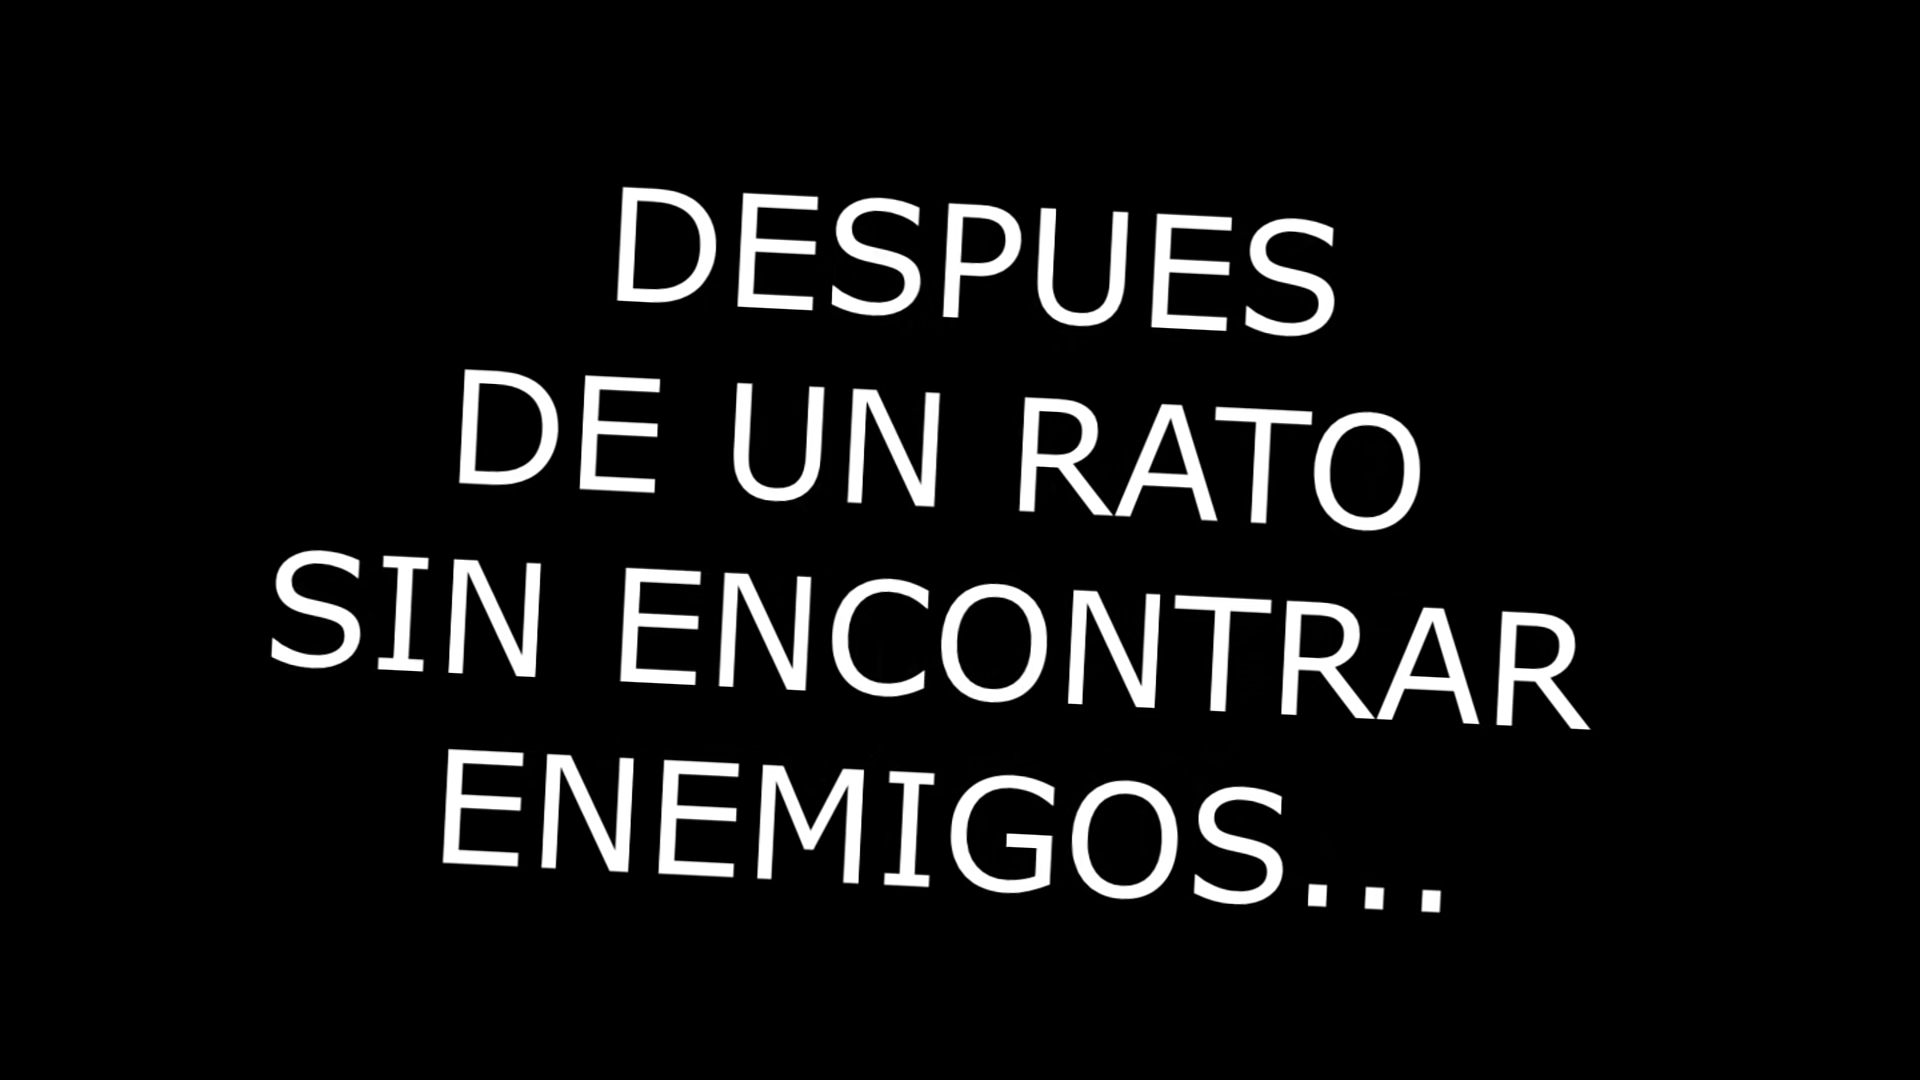 DESPUES
DE UN RATO
SIN ENCONTRAR
ENEMIGOS...